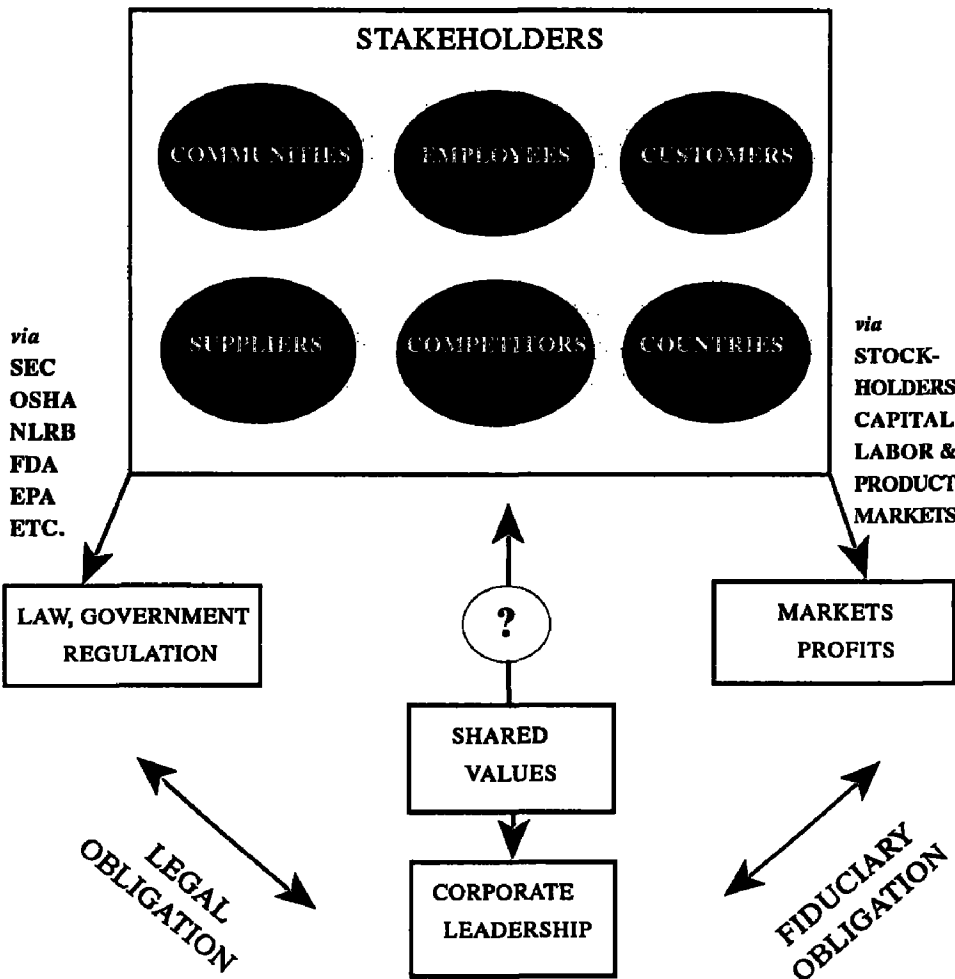 STAKEHOLDERS
COMMUNITIES
EMPLOYEES
CUSTOMERS
SUPPLIERS
COMPETITORS
COUNTRIES
via
SEC
OSHA
NLRB
FDA
EPA
ETC.
via
STOCK-
HOLDERS
CAPITAL
LABOR &
PRODUCT
MARKETS
LAW, GOVERNMENT
REGULATION
?
MARKETS
PROFITS
SHARED
VALUES
LEGAL
OBLIGATION
CORPORATE
LEADERSHIP
FIDUCIARY
OBLIGATION